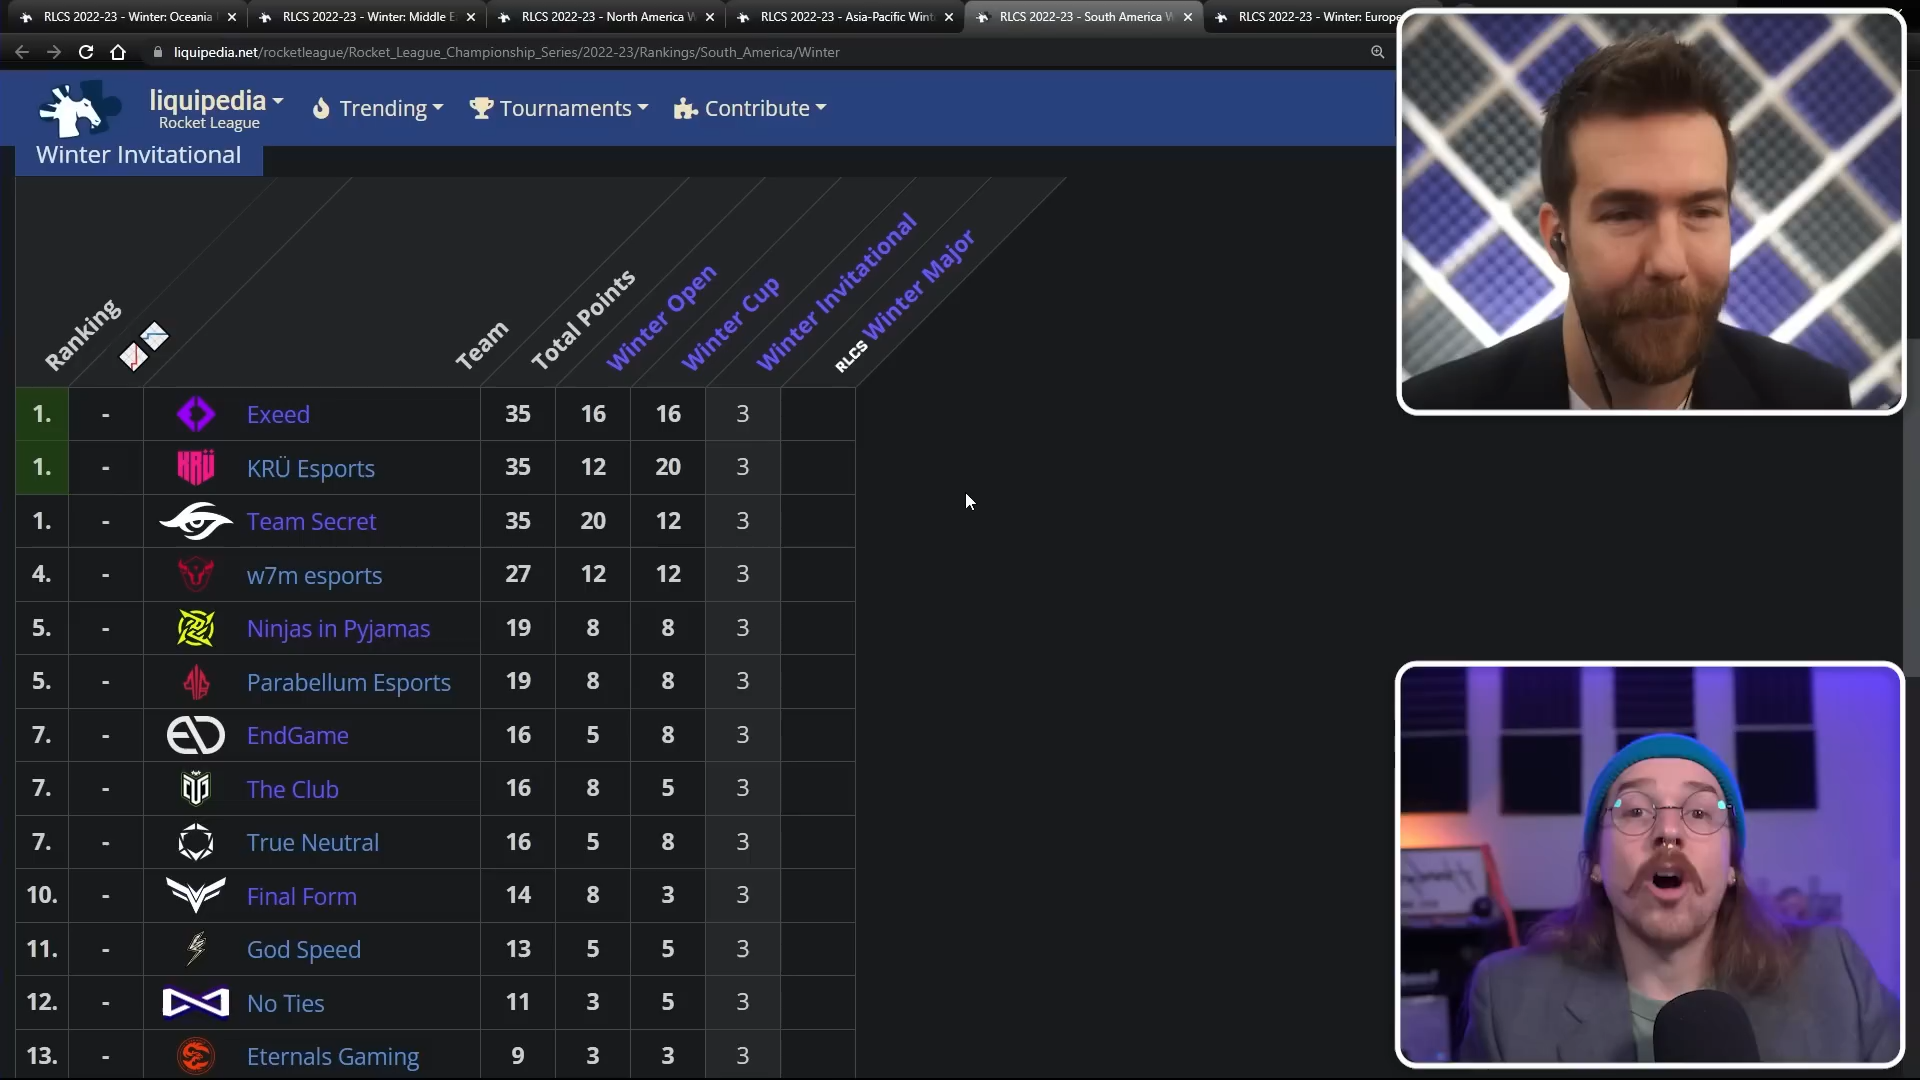 RLCS 2022-23 - Winter: Oceania
RLCS 2022-23 - Winter: Middle E
RLCS 2022-23 - North America W
RLCS 2022-23 - Asia-Pacific Wint
RLCS 2022-23 - South America W
RLCS 2022-23 - Winter: Europe
liquipedia.net/rocketleague/Rocket_League_Championship_Series/2022-23/Rankings/South_America/Winter
liquipedia
Rocket League
Trending
Tournaments
Contribute
Winter Invitational
Ranking
Team
Total Points
Winter Open
Winter Cup
Winter Invitational
RLCS Winter Major
1. - Exeed 35 16 16 3
1. - KRÜ Esports 35 12 20 3
1. - Team Secret 35 20 12 3
4. - w7m esports 27 12 12 3
5. - Ninjas in Pyjamas 19 8 8 3
5. - Parabellum Esports 19 8 8 3
7. - EndGame 16 5 8 3
7. - The Club 16 8 5 3
7. - True Neutral 16 5 8 3
10. - Final Form 14 8 3 3
11. - God Speed 13 5 5 3
12. - No Ties 11 3 5 3
13. - Eternals Gaming 9 3 3 3
KRÜ